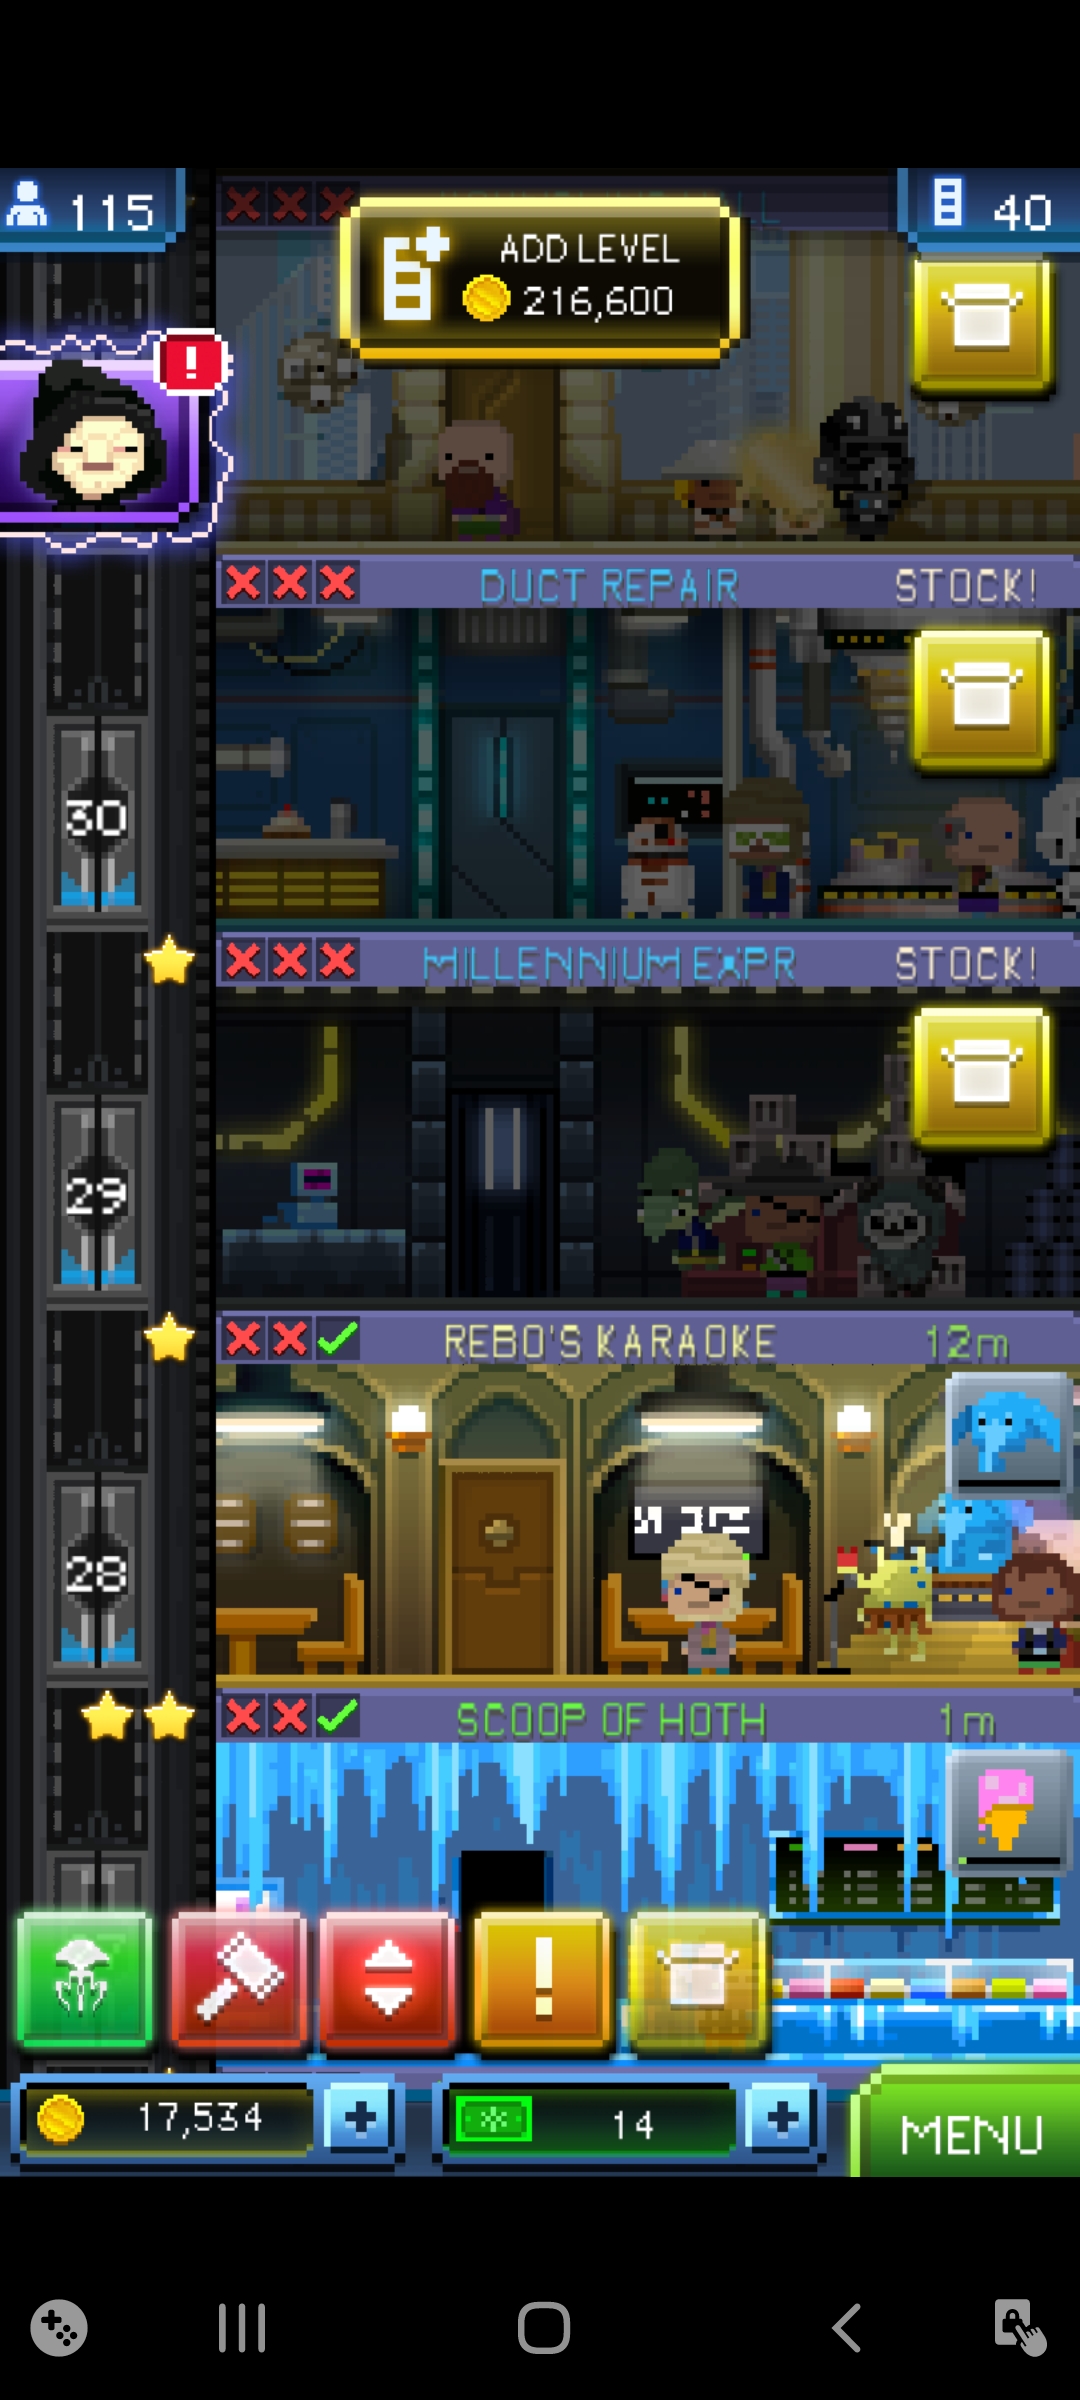 115
40
ADD LEVEL
216,600
DUCT REPAIR STOCK!
30
MILLENNIUM EXPR STOCK!
29
REBO'S KARAOKE 12m
28
SCOOP OF HOTH 1m
17,534
14
MENU